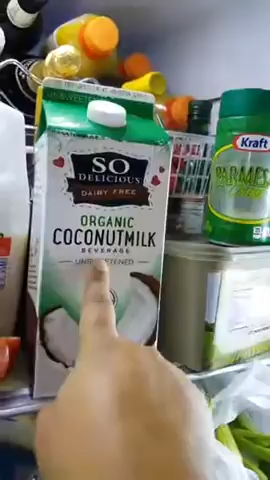 UNSWEETENED
SO
DELICIOUS
DAIRY FREE
ORGANIC
COCONUTMILK
BEVERAGE
Kraft